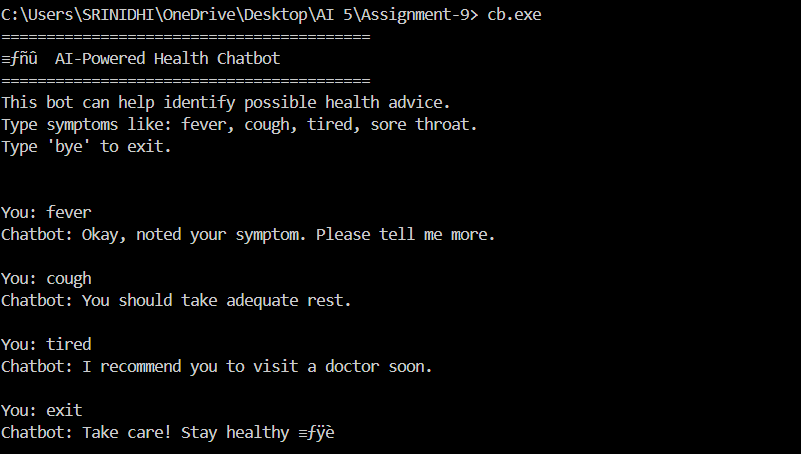 C:\Users\SRINIDHI\OneDrive\Desktop\AI 5\Assignment-9> cb.exe
=========================================
≡ƒñû  AI-Powered Health Chatbot
=========================================
This bot can help identify possible health advice.
Type symptoms like: fever, cough, tired, sore throat.
Type 'bye' to exit.
You: fever
Chatbot: Okay, noted your symptom. Please tell me more.
You: cough
Chatbot: You should take adequate rest.
You: tired
Chatbot: I recommend you to visit a doctor soon.
You: exit
Chatbot: Take care! Stay healthy ≡ƒÿè